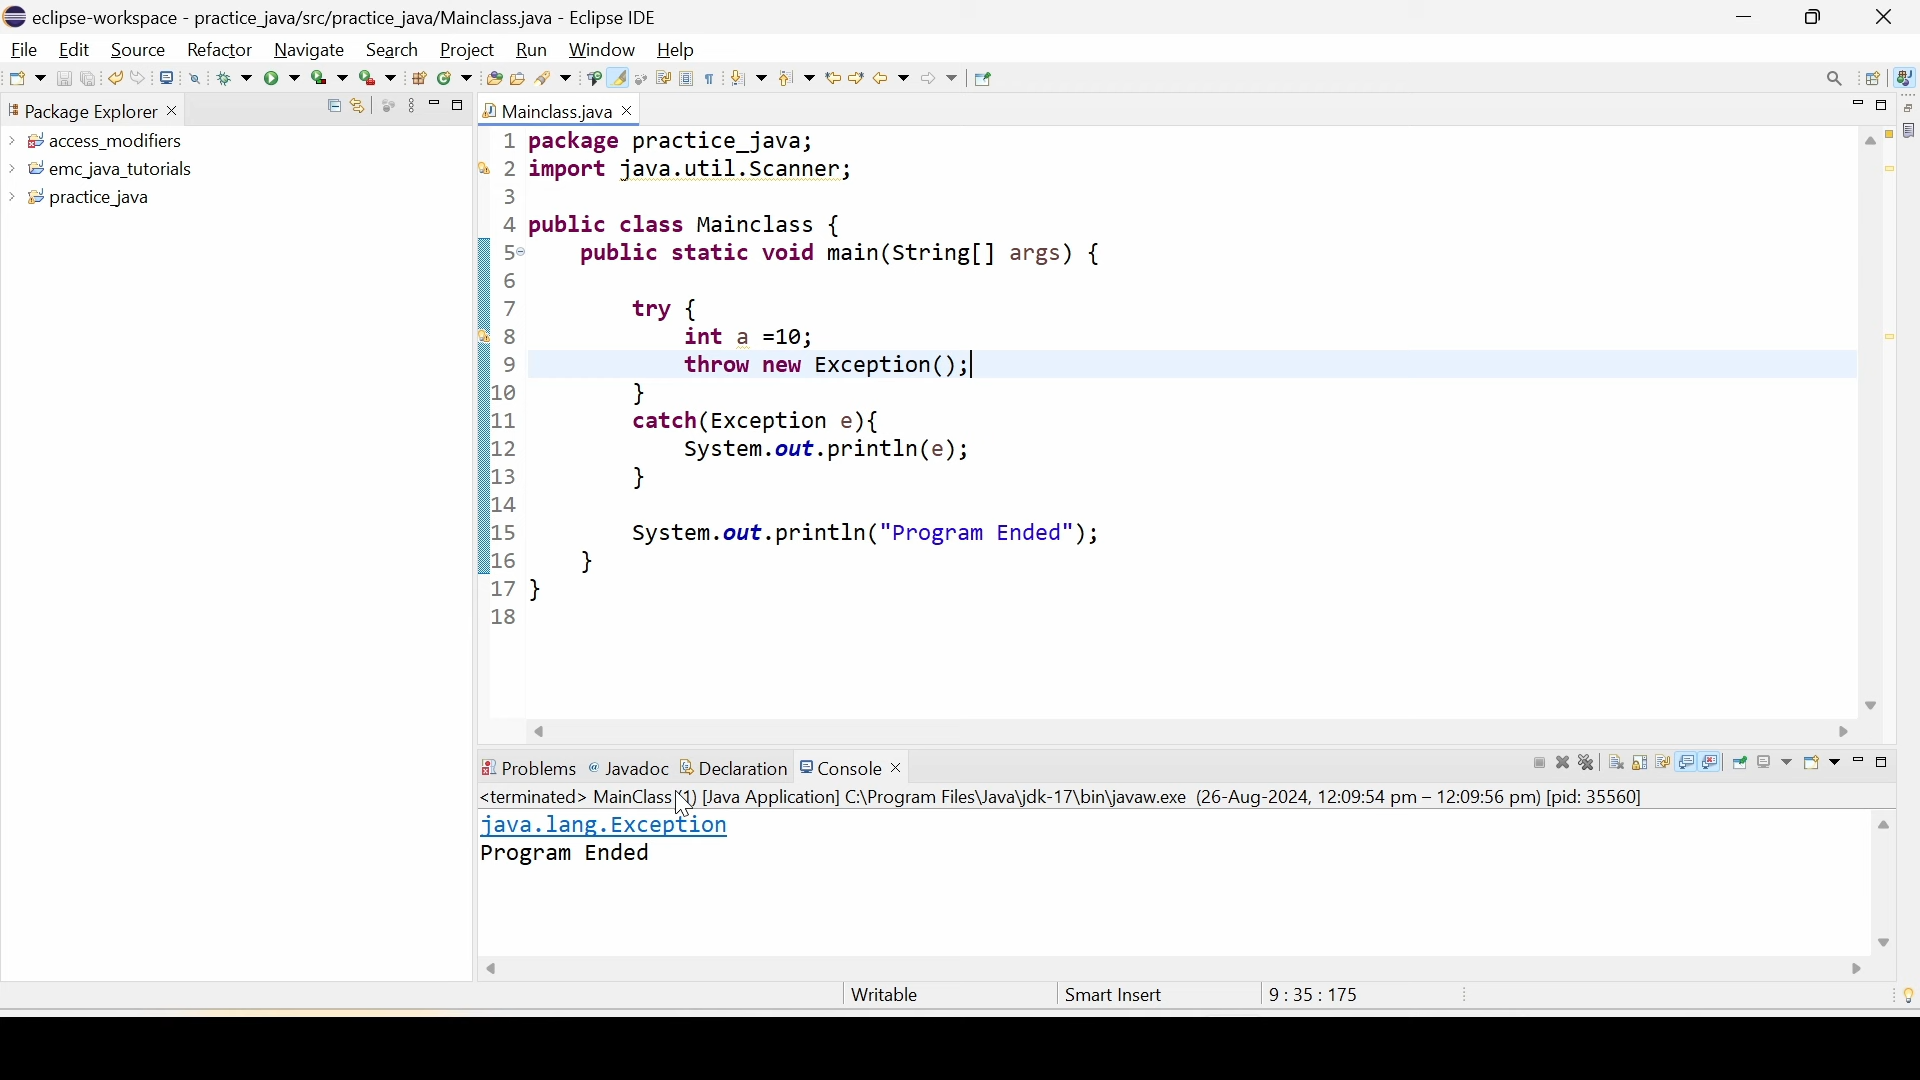 eclipse-workspace - practice_java/src/practice_java/Mainclass.java - Eclipse IDE
File Edit Source Refactor Navigate Search Project Run Window Help
Package Explorer
access_modifiers
emc_java_tutorials
practice_java
Mainclass.java
1 package practice_java;
2 import java.util.Scanner;
3
4 public class Mainclass {
5 public static void main(String[] args) {
6
7 try {
8 int a =10;
9 throw new Exception();
10 }
11 catch(Exception e){
12 System.out.println(e);
13 }
14
15 System.out.println("Program Ended");
16 }
17 }
18
Problems @ Javadoc Declaration Console
<terminated> MainClass (1) [Java Application] C:\Program Files\Java\jdk-17\bin\javaw.exe (26-Aug-2024, 12:09:54 pm – 12:09:56 pm) [pid: 35560]
java.lang.Exception
Program Ended
Writable Smart Insert 9 : 35 : 175